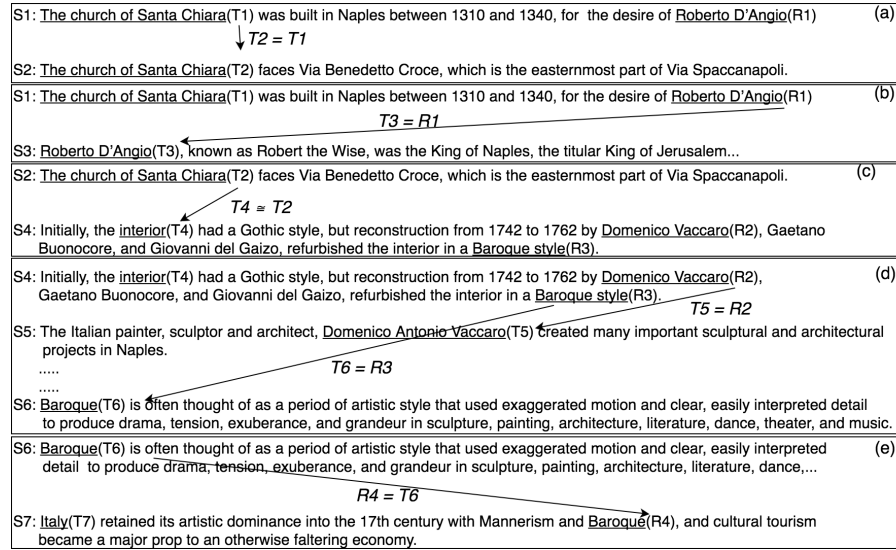 S1: The church of Santa Chiara(T1) was built in Naples between 1310 and 1340, for the desire of Roberto D'Angio(R1) (a)
T2 = T1
S2: The church of Santa Chiara(T2) faces Via Benedetto Croce, which is the easternmost part of Via Spaccanapoli.
S1: The church of Santa Chiara(T1) was built in Naples between 1310 and 1340, for the desire of Roberto D'Angio(R1) (b)
T3 = R1
S3: Roberto D'Angio(T3), known as Robert the Wise, was the King of Naples, the titular King of Jerusalem...
S2: The church of Santa Chiara(T2) faces Via Benedetto Croce, which is the easternmost part of Via Spaccanapoli. (c)
T4 ≃ T2
S4: Initially, the interior(T4) had a Gothic style, but reconstruction from 1742 to 1762 by Domenico Vaccaro(R2), Gaetano
Buonocore, and Giovanni del Gaizo, refurbished the interior in a Baroque style(R3).
S4: Initially, the interior(T4) had a Gothic style, but reconstruction from 1742 to 1762 by Domenico Vaccaro(R2), (d)
Gaetano Buonocore, and Giovanni del Gaizo, refurbished the interior in a Baroque style(R3).
T5 = R2
S5: The Italian painter, sculptor and architect, Domenico Antonio Vaccaro(T5) created many important sculptural and architectural
projects in Naples.
T6 = R3
.....
.....
S6: Baroque(T6) is often thought of as a period of artistic style that used exaggerated motion and clear, easily interpreted detail
to produce drama, tension, exuberance, and grandeur in sculpture, painting, architecture, literature, dance, theater, and music.
S6: Baroque(T6) is often thought of as a period of artistic style that used exaggerated motion and clear, easily interpreted (e)
detail to produce drama, tension, exuberance, and grandeur in sculpture, painting, architecture, literature, dance,...
R4 = T6
S7: Italy(T7) retained its artistic dominance into the 17th century with Mannerism and Baroque(R4), and cultural tourism
became a major prop to an otherwise faltering economy.